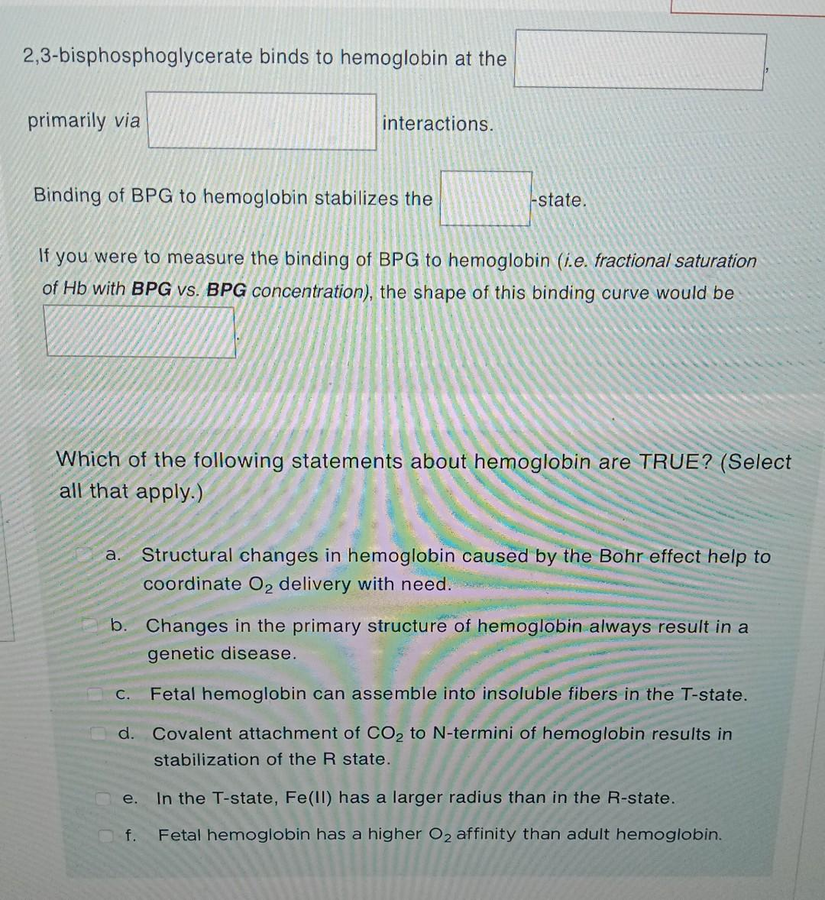 2,3-bisphosphoglycerate binds to hemoglobin at the ,
primarily via interactions.
Binding of BPG to hemoglobin stabilizes the -state.
If you were to measure the binding of BPG to hemoglobin (i.e. fractional saturation
of Hb with BPG vs. BPG concentration), the shape of this binding curve would be
.
Which of the following statements about hemoglobin are TRUE? (Select
all that apply.)
a. Structural changes in hemoglobin caused by the Bohr effect help to
coordinate O₂ delivery with need.
b. Changes in the primary structure of hemoglobin always result in a
genetic disease.
c. Fetal hemoglobin can assemble into insoluble fibers in the T-state.
d. Covalent attachment of CO₂ to N-termini of hemoglobin results in
stabilization of the R state.
e. In the T-state, Fe(II) has a larger radius than in the R-state.
f. Fetal hemoglobin has a higher O₂ affinity than adult hemoglobin.